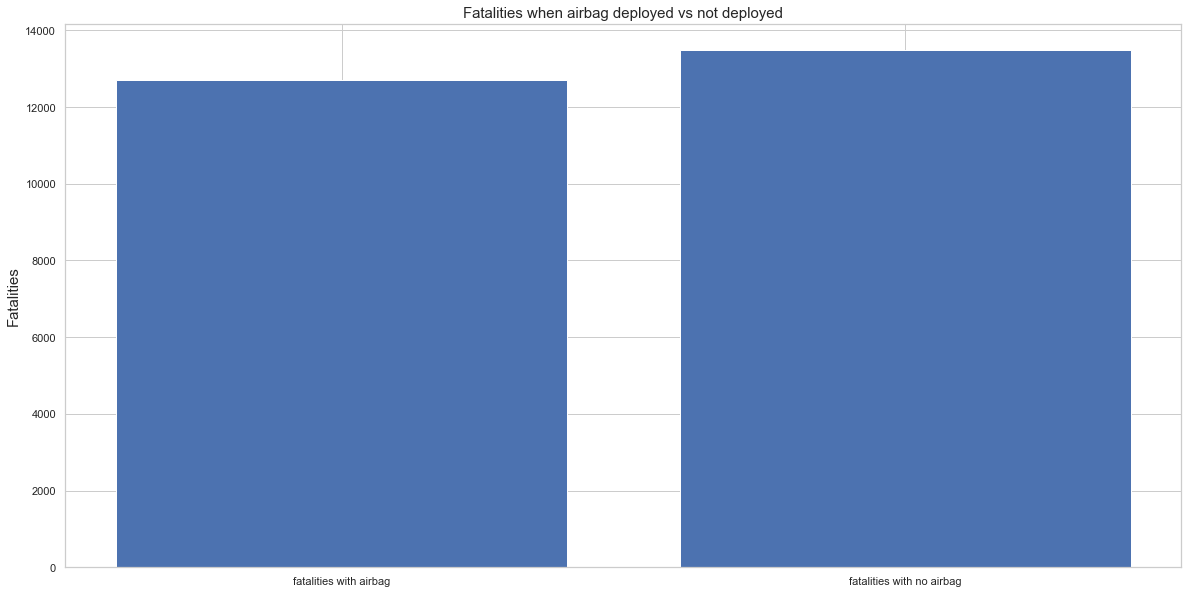 Fatalities when airbag deployed vs not deployed
14000
12000
10000
8000
6000
4000
2000
0
Fatalities
fatalities with airbag
fatalities with no airbag